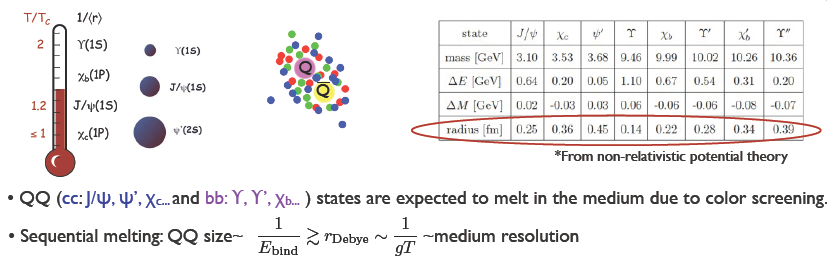 T/T_c 1/⟨r⟩
2 ϒ(1S)
χ_b(1P)
1.2 J/ψ(1S)
≤ 1 χ_c(1P)
ϒ(1S)
J/ψ(1S)
ψ'(2S)
Q
Q̅
state J/ψ χ_c ψ′ ϒ χ_b ϒ′ χ′_b ϒ″
mass [GeV] 3.10 3.53 3.68 9.46 9.99 10.02 10.26 10.36
ΔE [GeV] 0.64 0.20 0.05 1.10 0.67 0.54 0.31 0.20
ΔM [GeV] 0.02 -0.03 0.03 0.06 -0.06 -0.06 -0.08 -0.07
radius [fm] 0.25 0.36 0.45 0.14 0.22 0.28 0.34 0.39
*From non-relativistic potential theory
• QQ (cc: J/ψ, ψ’, χ_c... and bb: ϒ, ϒ’, χ_b... ) states are expected to melt in the medium due to color screening.
• Sequential melting: QQ size~ 1/E_bind ≳ r_Debye ∼ 1/gT ~medium resolution